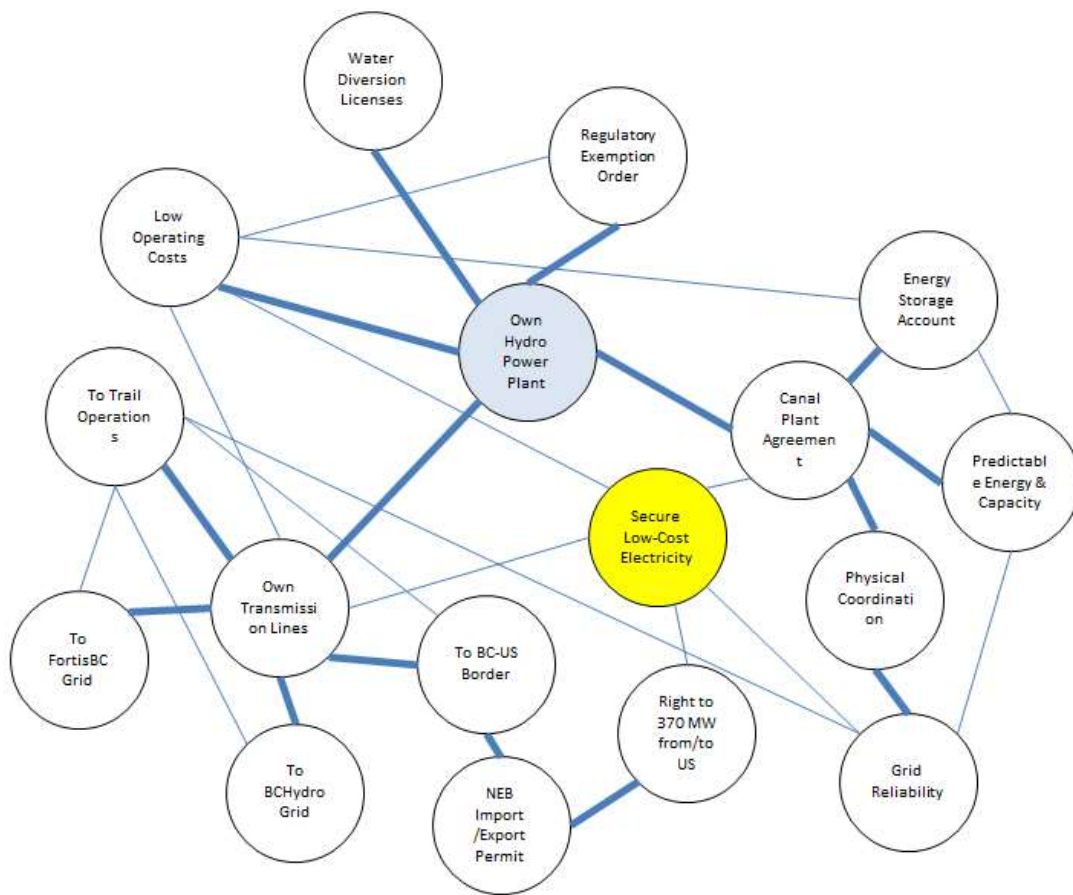 Water
Diversion
Licenses
Regulatory
Exemption
Order
Low
Operating
Costs
Energy
Storage
Account
Own
Hydro
Power
Plant
To Trail
Operation
s
Canal
Plant
Agreemen
t
Predictabl
e Energy &
Capacity
Secure
Low-Cost
Electricity
Own
Transmissi
on Lines
Physical
Coordinati
on
To
FortisBC
Grid
To BC-US
Border
Right to
370 MW
from/to
US
To
BCHydro
Grid
NEB
Import
/Export
Permit
Grid
Reliability